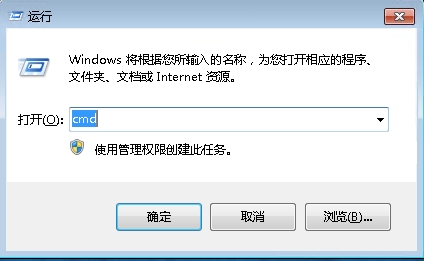 运行
Windows 将根据您所输入的名称，为您打开相应的程序、
文件夹、文档或 Internet 资源。
打开(O):
cmd
使用管理权限创建此任务。
确定
取消
浏览(B)...